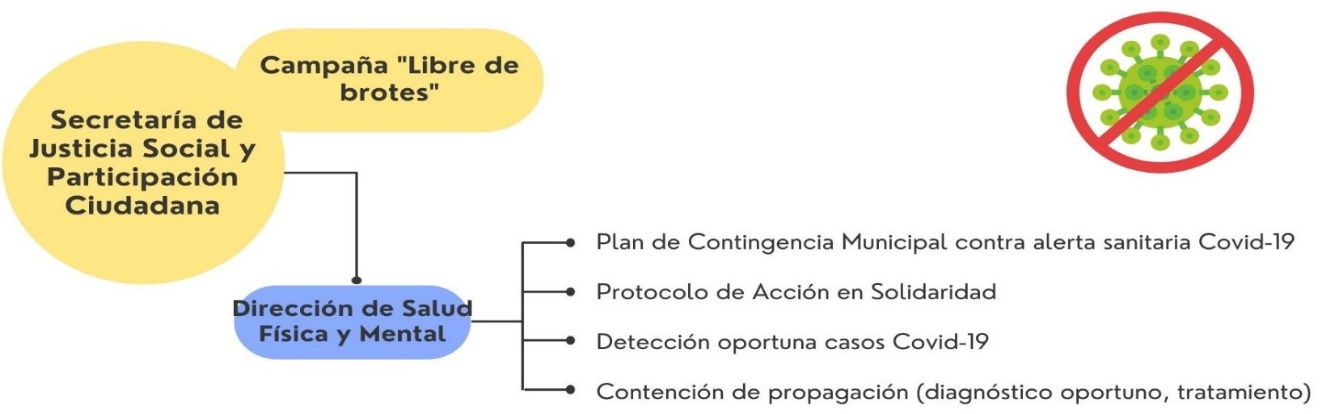 Campaña "Libre de
brotes"
Secretaría de
Justicia Social y
Participación
Ciudadana
Dirección de Salud
Física y Mental
Plan de Contingencia Municipal contra alerta sanitaria Covid-19
Protocolo de Acción en Solidaridad
Detección oportuna casos Covid-19
Contención de propagación (diagnóstico oportuno, tratamiento)